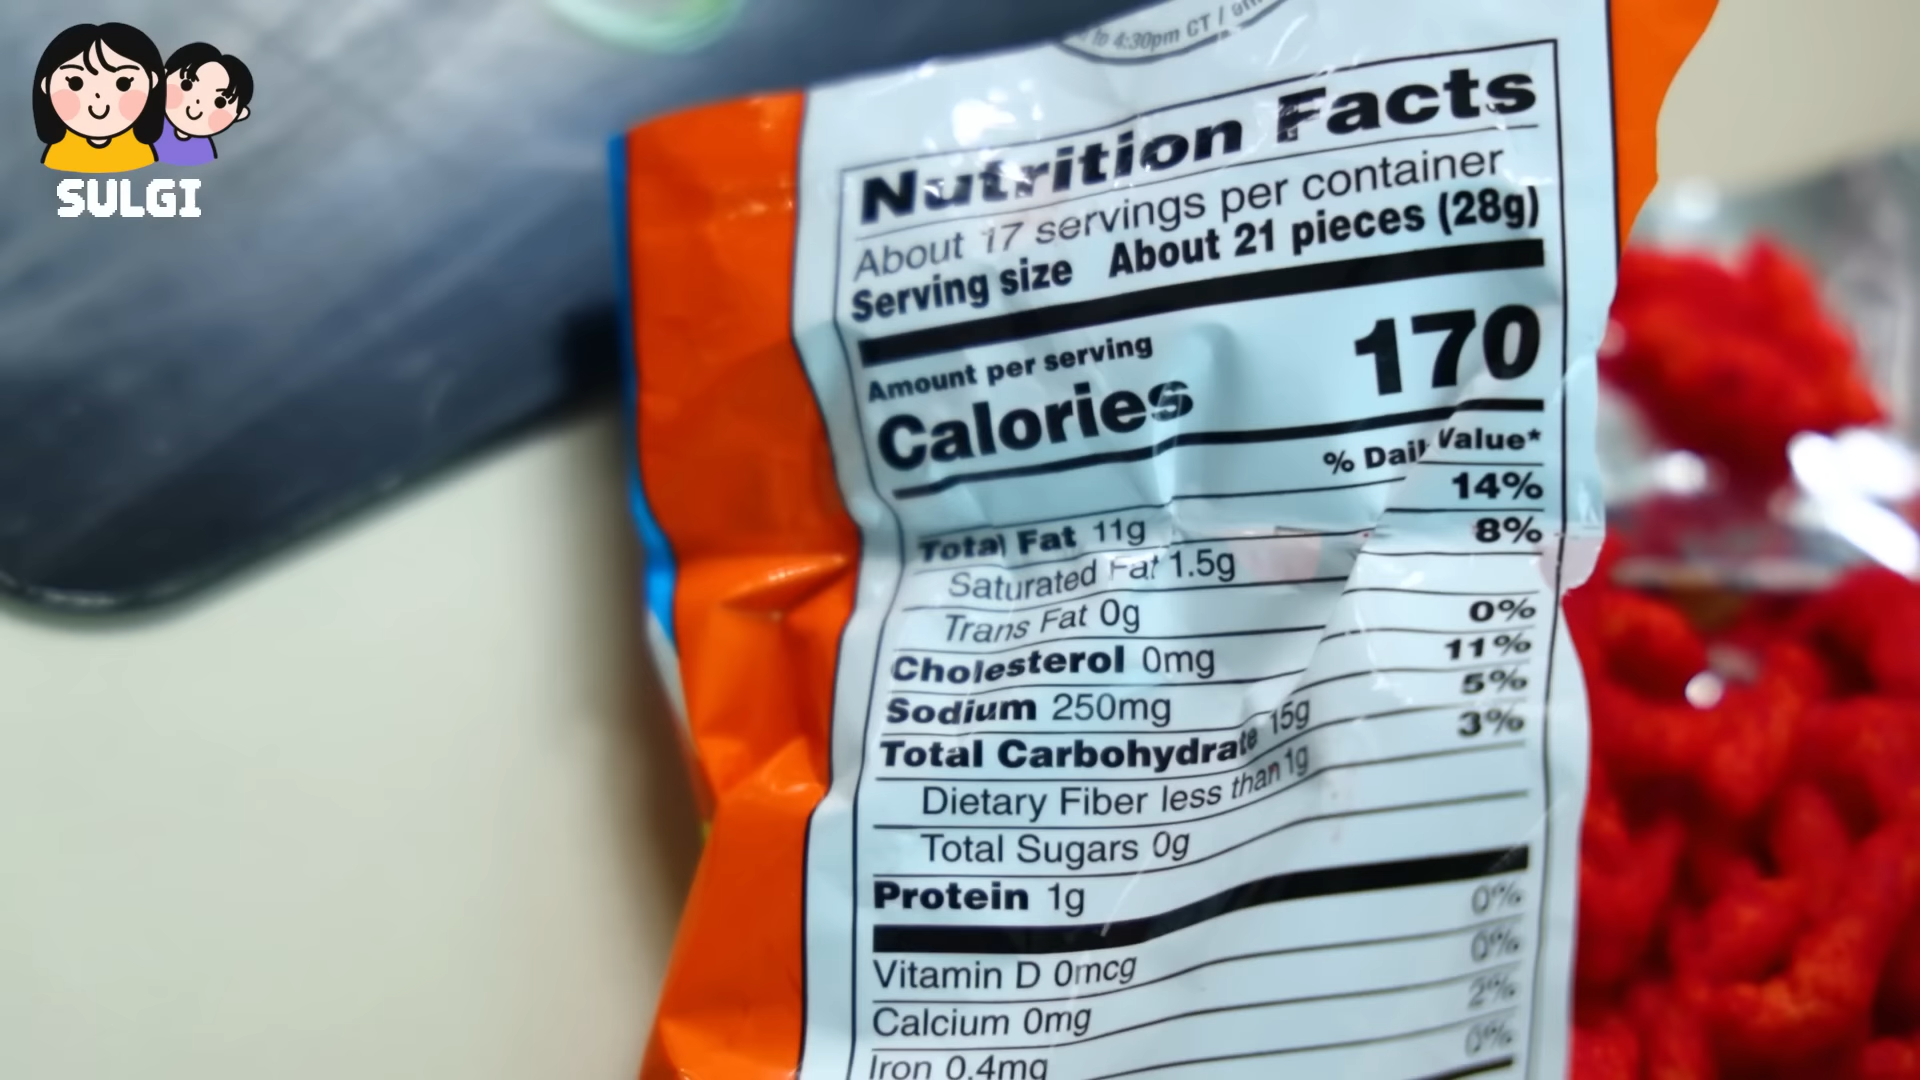 SULGI
to 4:30pm CT /
Nutrition Facts
About 17 servings per container
Serving size About 21 pieces (28g)
Amount per serving
Calories 170
% Daily Value*
Total Fat 11g 14%
Saturated Fat 1.5g 8%
Trans Fat 0g
Cholesterol 0mg 0%
Sodium 250mg 11%
Total Carbohydrate 15g 5%
Dietary Fiber less than 1g 3%
Total Sugars 0g
Protein 1g
Vitamin D 0mcg 0%
Calcium 0mg 0%
Iron 0.4mg 2%
0%